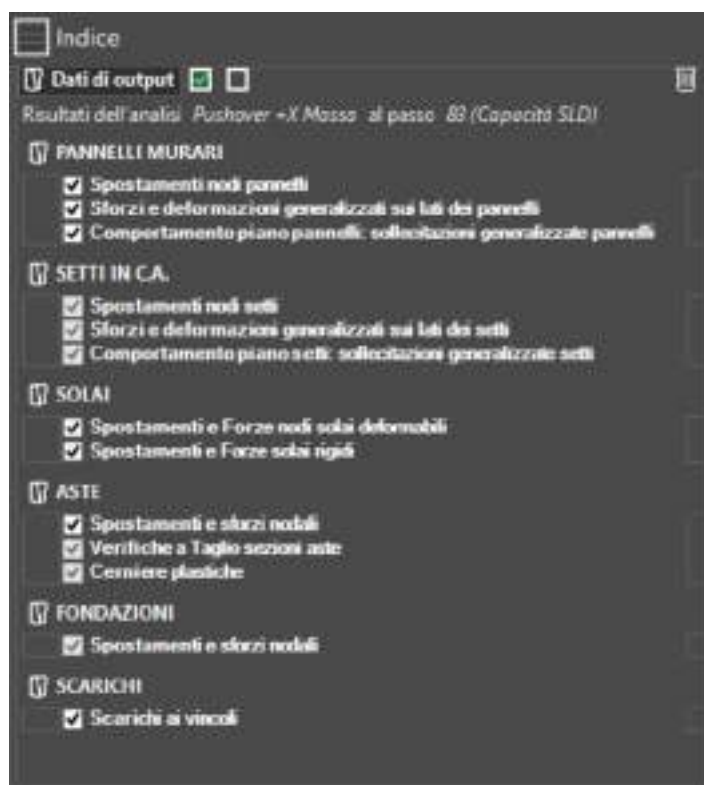 Indice
Dati di output
Risultati dell'analisi Pushover +X Massa al passo 83 (Capacità SLD)
PANNELLI MURARI
Spostamenti nodi pannelli
Sforzi e deformazioni generalizzati sui lati dei pannelli
Comportamento piano pannelli: sollecitazioni generalizzate pannelli
SETTI IN C.A.
Spostamenti nodi setti
Sforzi e deformazioni generalizzati sui lati dei setti
Comportamento piano setti: sollecitazioni generalizzate setti
SOLAI
Spostamenti e Forze nodi solai deformabili
Spostamenti e Forze solai rigidi
ASTE
Spostamenti e sforzi nodali
Verifiche a Taglio sezioni aste
Cerniere plastiche
FONDAZIONI
Spostamenti e sforzi nodali
SCARICHI
Scarichi ai vincoli